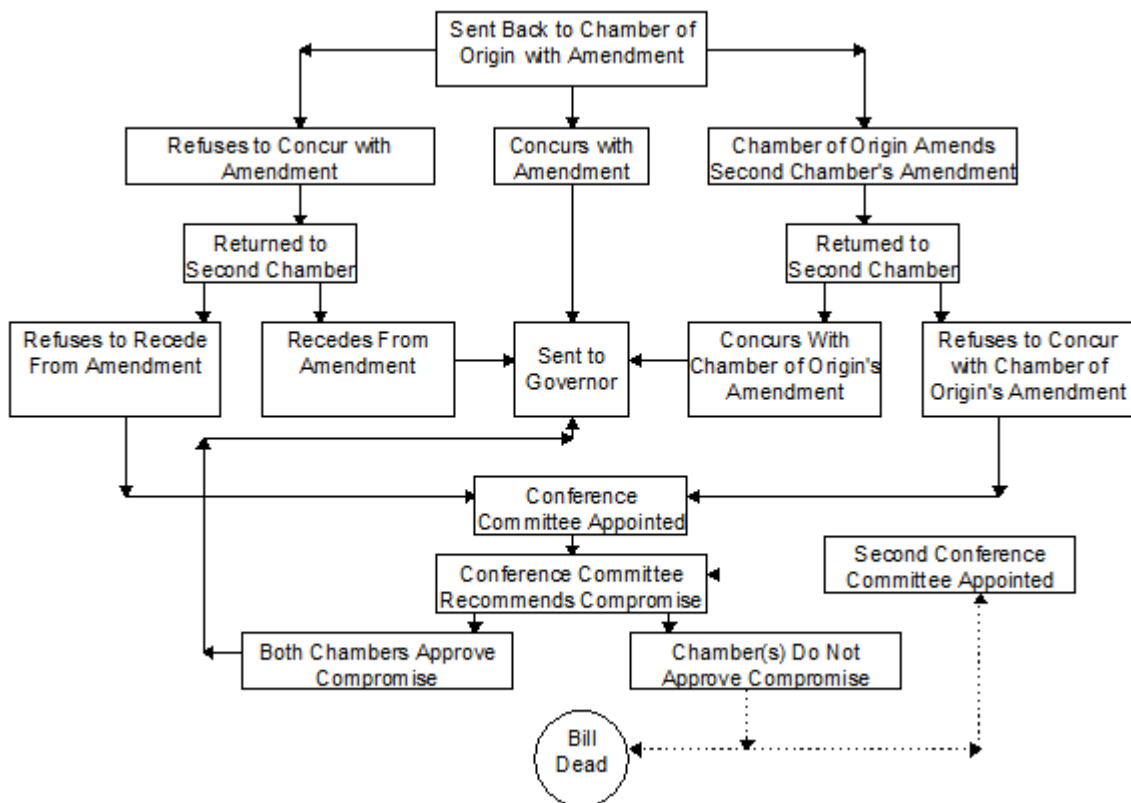 Sent Back to Chamber of
Origin with Amendment
Refuses to Concur with
Amendment
Concurs with
Amendment
Chamber of Origin Amends
Second Chamber's Amendment
Returned to
Second Chamber
Returned to
Second Chamber
Refuses to Recede
From Amendment
Recedes From
Amendment
Sent to
Governor
Concurs With
Chamber of Origin's
Amendment
Refuses to Concur
with Chamber of
Origin's Amendment
Conference
Committee Appointed
Second Conference
Committee Appointed
Conference Committee
Recommends Compromise
Both Chambers Approve
Compromise
Chamber(s) Do Not
Approve Compromise
Bill
Dead